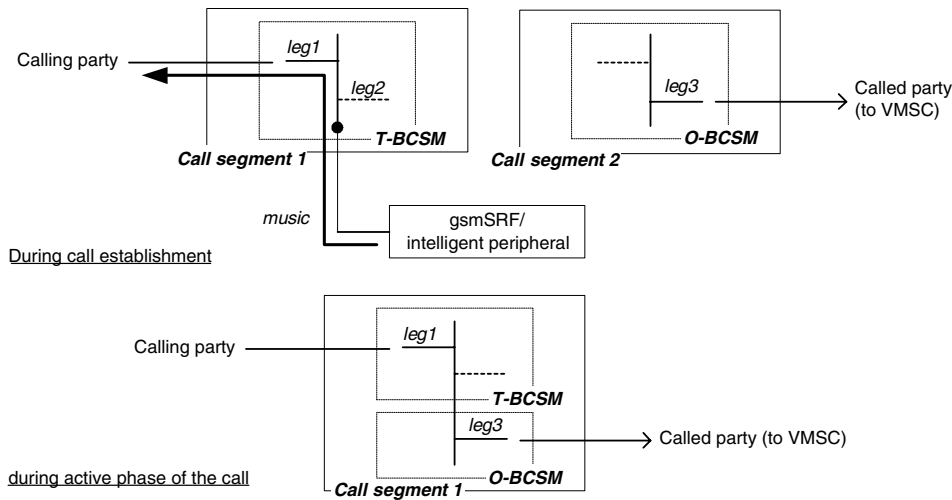 leg1
Calling party
leg2
T-BCSM
Call segment 1
leg3
Called party
(to VMSC)
O-BCSM
Call segment 2
music
gsmSRF/
intelligent peripheral
During call establishment
leg1
Calling party
T-BCSM
leg3
Called party (to VMSC)
O-BCSM
during active phase of the call
Call segment 1